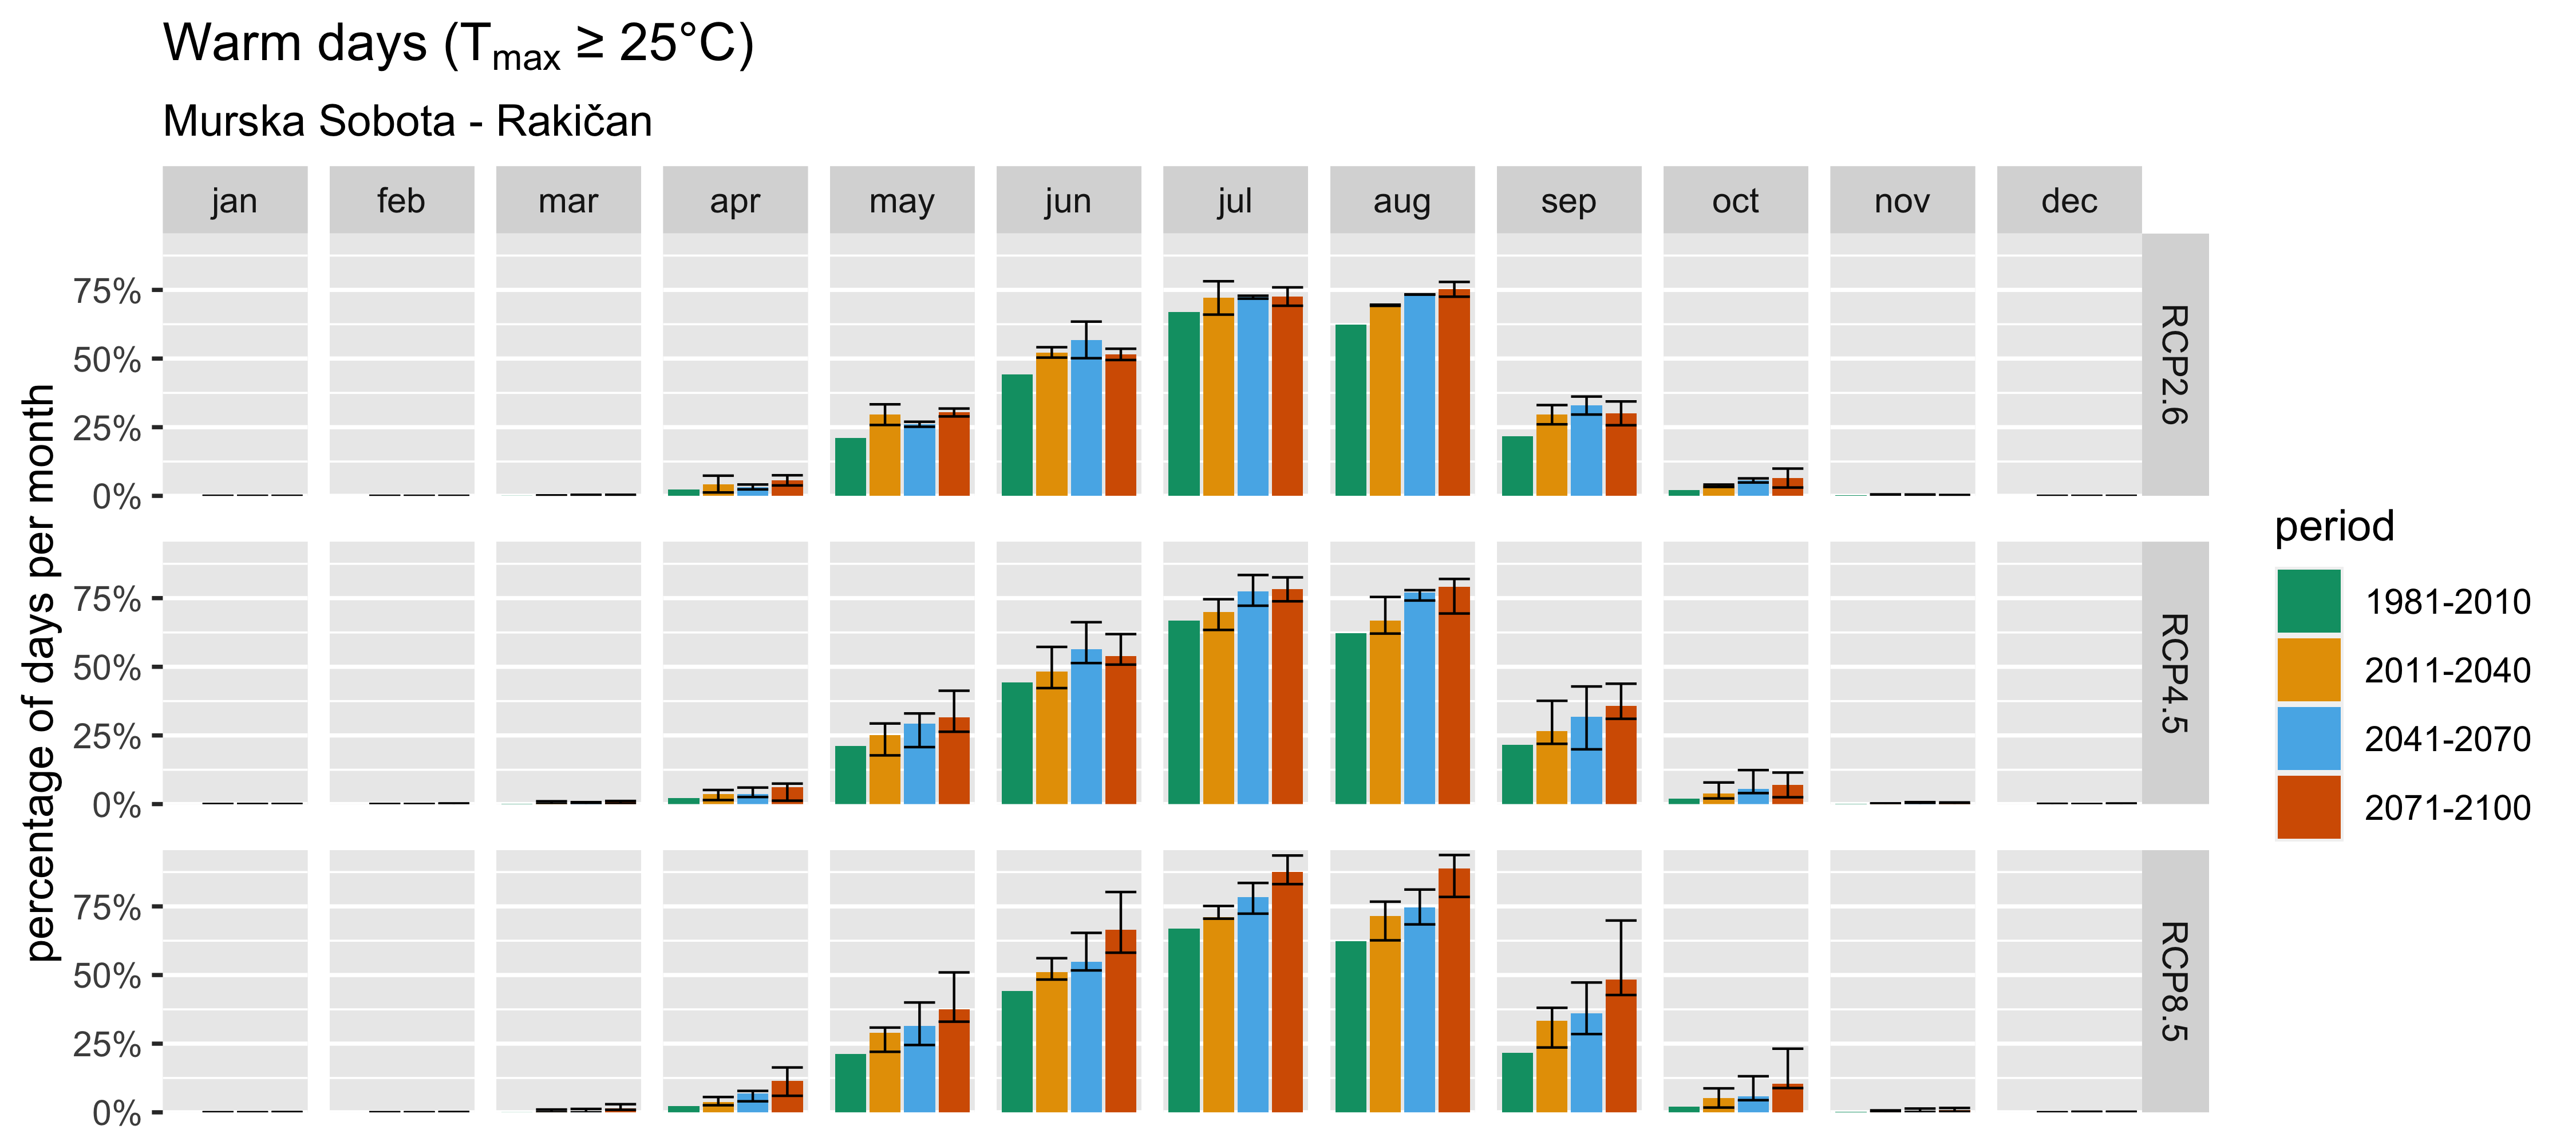 Warm days (Tmax ≥ 25°C)
Murska Sobota - Rakičan
jan feb mar apr may jun jul aug sep oct nov dec
percentage of days per month
75%
50%
25%
0%
RCP2.6
75%
50%
25%
0%
RCP4.5
75%
50%
25%
0%
RCP8.5
period
1981-2010
2011-2040
2041-2070
2071-2100